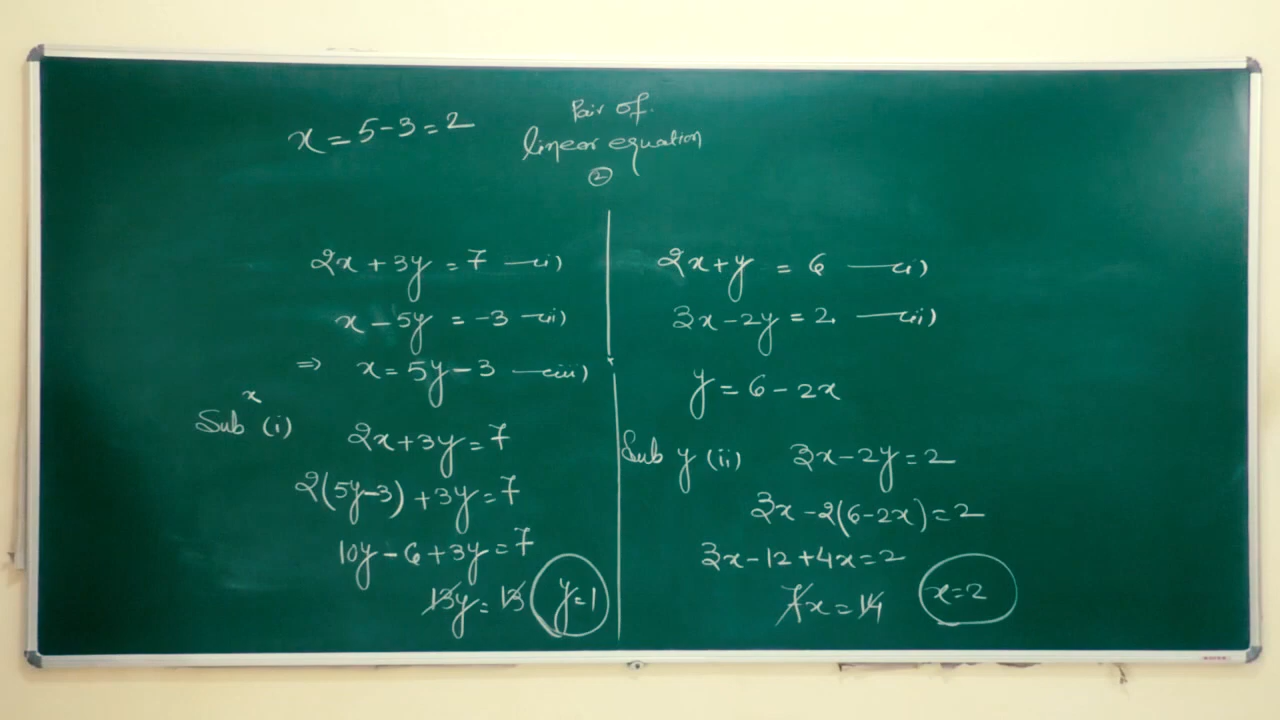 x = 5 - 3 = 2
Pair of
linear equation
②
2x + 3y = 7 —(i)
x - 5y = -3 —(ii)
⇒ x = 5y - 3 —(iii)
Sub x (i)
2x + 3y = 7
2(5y-3) + 3y = 7
10y - 6 + 3y = 7
13y = 13 y = 1
2x + y = 6 —(i)
3x - 2y = 2 —(ii)
y = 6 - 2x
Sub y (ii) 3x - 2y = 2
3x - 2(6-2x) = 2
3x - 12 + 4x = 2
7x = 14 x = 2